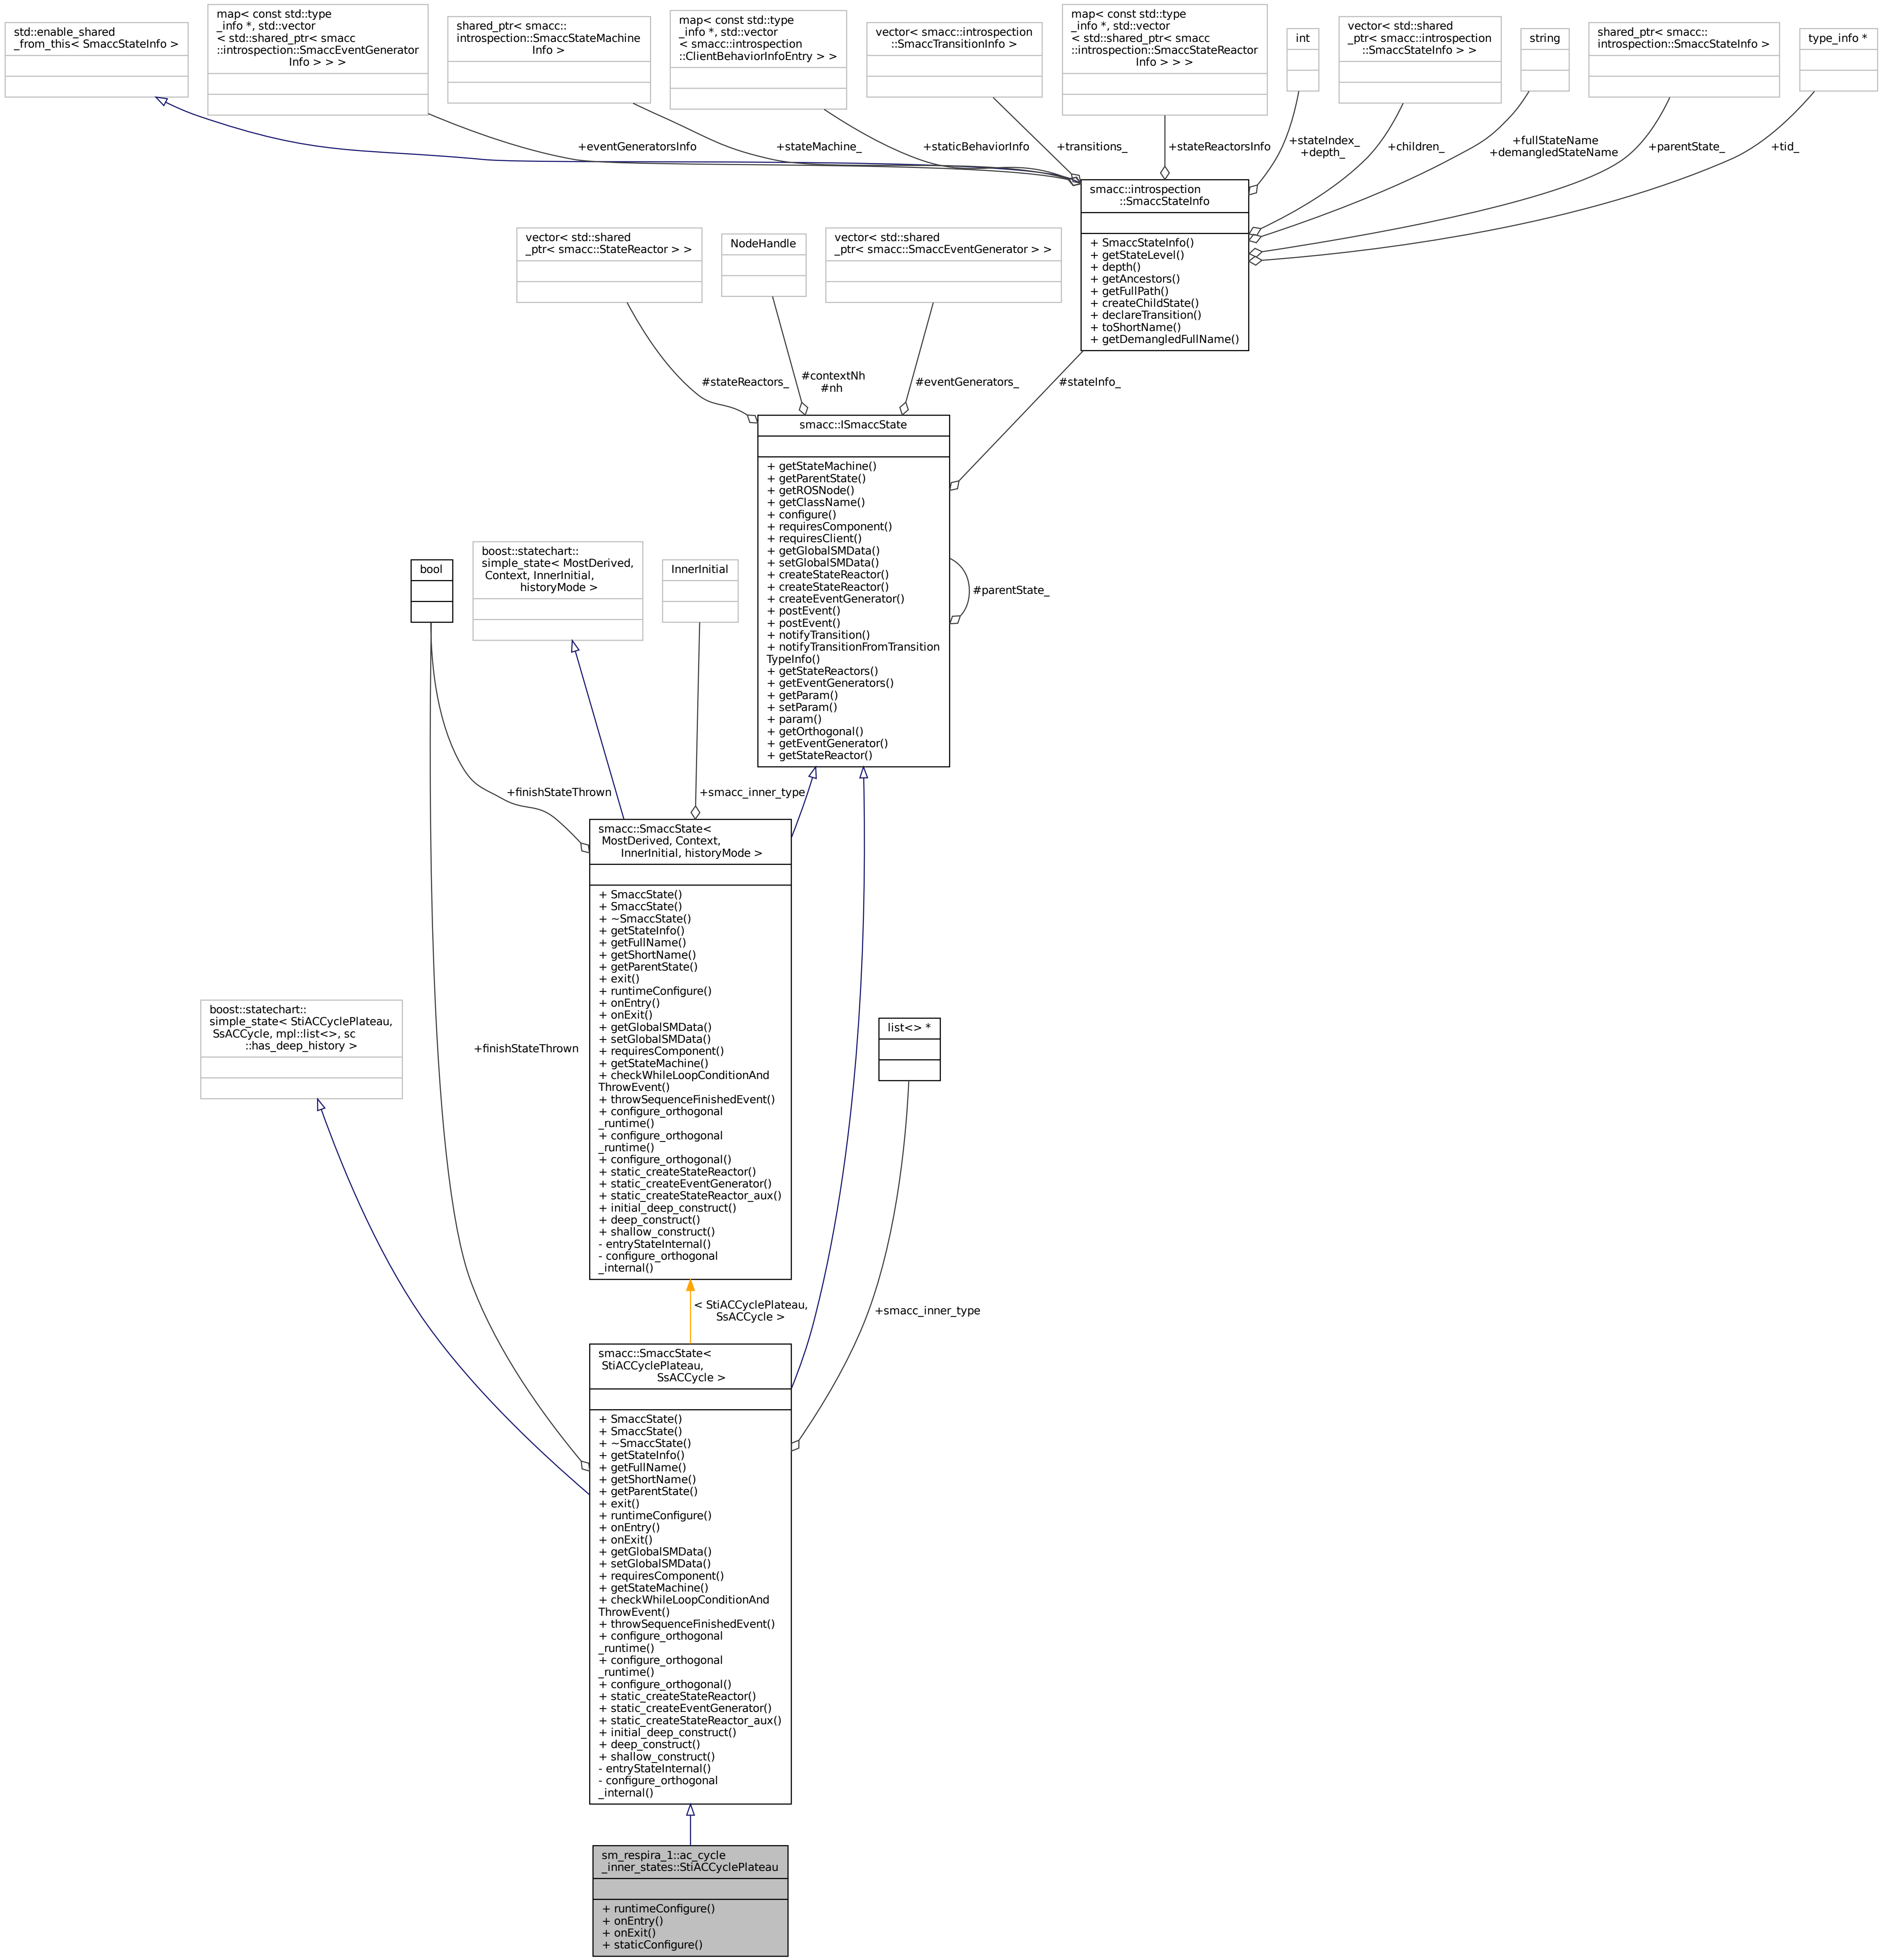 std::enable_shared
_from_this< SmaccStateInfo >
map< const std::type
_info *, std::vector
< std::shared_ptr< smacc
::introspection::SmaccEventGenerator
Info > > >
shared_ptr< smacc::
introspection::SmaccStateMachine
Info >
map< const std::type
_info *, std::vector
< smacc::introspection
::ClientBehaviorInfoEntry > >
vector< smacc::introspection
::SmaccTransitionInfo >
map< const std::type
_info *, std::vector
< std::shared_ptr< smacc
::introspection::SmaccStateReactor
Info > > >
int
vector< std::shared
_ptr< smacc::introspection
::SmaccStateInfo > >
string
shared_ptr< smacc::
introspection::SmaccStateInfo >
type_info *
+eventGeneratorsInfo
+stateMachine_
+staticBehaviorInfo
+transitions_
+stateReactorsInfo
+stateIndex_
+depth_
+children_
+fullStateName
+demangledStateName
+parentState_
+tid_
smacc::introspection
::SmaccStateInfo
+ SmaccStateInfo()
+ getStateLevel()
+ depth()
+ getAncestors()
+ getFullPath()
+ createChildState()
+ declareTransition()
+ toShortName()
+ getDemangledFullName()
vector< std::shared
_ptr< smacc::StateReactor > >
NodeHandle
vector< std::shared
_ptr< smacc::SmaccEventGenerator > >
#stateReactors_
#contextNh
#nh
#eventGenerators_
#stateInfo_
smacc::ISmaccState
+ getStateMachine()
+ getParentState()
+ getROSNode()
+ getClassName()
+ configure()
+ requiresComponent()
+ requiresClient()
+ getGlobalSMData()
+ setGlobalSMData()
+ createStateReactor()
+ createStateReactor()
+ createEventGenerator()
+ postEvent()
+ postEvent()
+ notifyTransition()
+ notifyTransitionFromTransition
TypeInfo()
+ getStateReactors()
+ getEventGenerators()
+ getParam()
+ setParam()
+ param()
+ getOrthogonal()
+ getEventGenerator()
+ getStateReactor()
#parentState_
bool
boost::statechart::
simple_state< MostDerived,
Context, InnerInitial,
historyMode >
InnerInitial
+finishStateThrown
+smacc_inner_type
smacc::SmaccState<
MostDerived, Context,
InnerInitial, historyMode >
+ SmaccState()
+ SmaccState()
+ ~SmaccState()
+ getStateInfo()
+ getFullName()
+ getShortName()
+ getParentState()
+ exit()
+ runtimeConfigure()
+ onEntry()
+ onExit()
+ getGlobalSMData()
+ setGlobalSMData()
+ requiresComponent()
+ getStateMachine()
+ checkWhileLoopConditionAnd
ThrowEvent()
+ throwSequenceFinishedEvent()
+ configure_orthogonal
_runtime()
+ configure_orthogonal
_runtime()
+ configure_orthogonal()
+ static_createStateReactor()
+ static_createEventGenerator()
+ static_createStateReactor_aux()
+ initial_deep_construct()
+ deep_construct()
+ shallow_construct()
- entryStateInternal()
- configure_orthogonal
_internal()
boost::statechart::
simple_state< StiACCyclePlateau,
SsACCycle, mpl::list<>, sc
::has_deep_history >
+finishStateThrown
list<> *
< StiACCyclePlateau,
SsACCycle >
+smacc_inner_type
smacc::SmaccState<
StiACCyclePlateau,
SsACCycle >
+ SmaccState()
+ SmaccState()
+ ~SmaccState()
+ getStateInfo()
+ getFullName()
+ getShortName()
+ getParentState()
+ exit()
+ runtimeConfigure()
+ onEntry()
+ onExit()
+ getGlobalSMData()
+ setGlobalSMData()
+ requiresComponent()
+ getStateMachine()
+ checkWhileLoopConditionAnd
ThrowEvent()
+ throwSequenceFinishedEvent()
+ configure_orthogonal
_runtime()
+ configure_orthogonal
_runtime()
+ configure_orthogonal()
+ static_createStateReactor()
+ static_createEventGenerator()
+ static_createStateReactor_aux()
+ initial_deep_construct()
+ deep_construct()
+ shallow_construct()
- entryStateInternal()
- configure_orthogonal
_internal()
sm_respira_1::ac_cycle
_inner_states::StiACCyclePlateau
+ runtimeConfigure()
+ onEntry()
+ onExit()
+ staticConfigure()